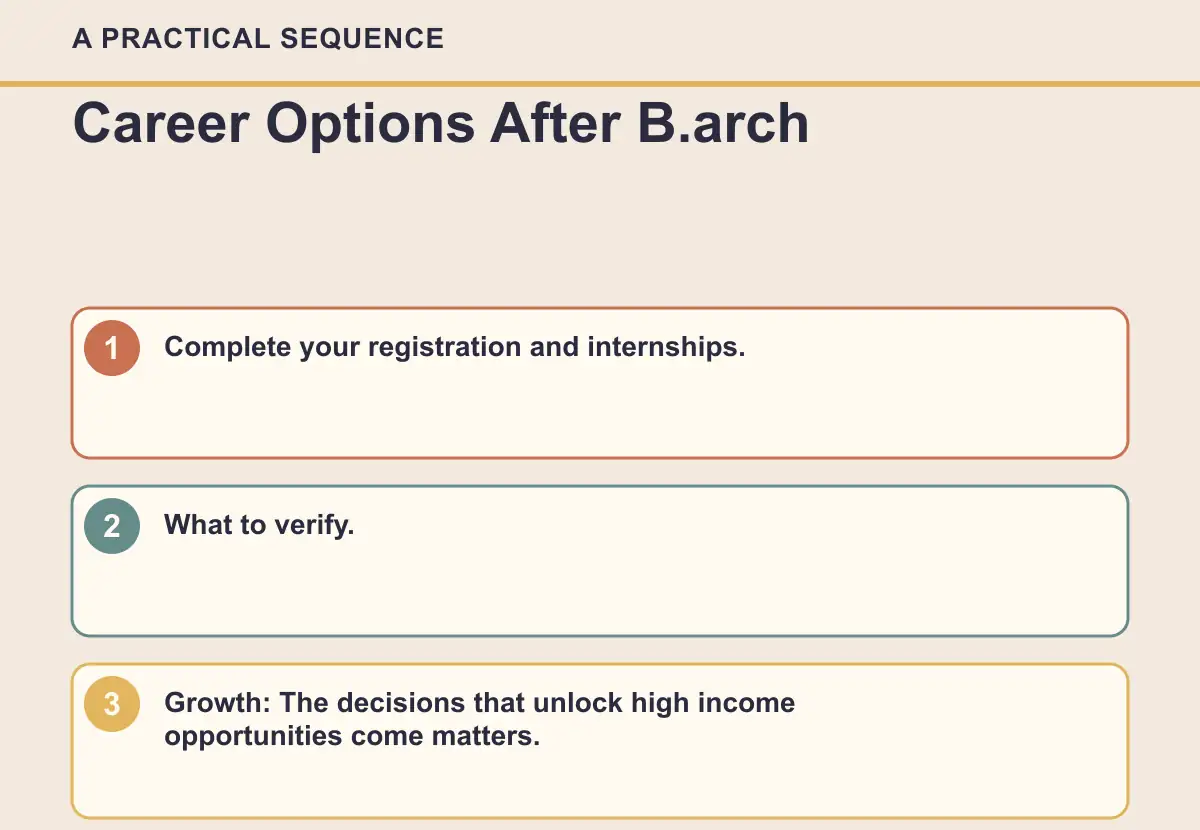 A PRACTICAL SEQUENCE
Career Options After B.arch
1
Complete your registration and internships.
2
What to verify.
3
Growth: The decisions that unlock high income
opportunities come matters.